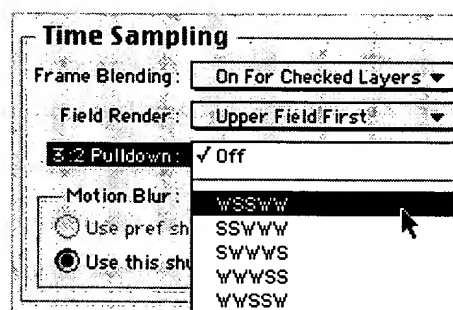 Time Sampling
Frame Blending: On For Checked Layers
Field Render: Upper Field First
3:2 Pulldown: ✓ Off
WSSWW
SSWWW
SWWWS
WWWSS
WWSSW
Motion Blur:
Use pref sh
Use this shu